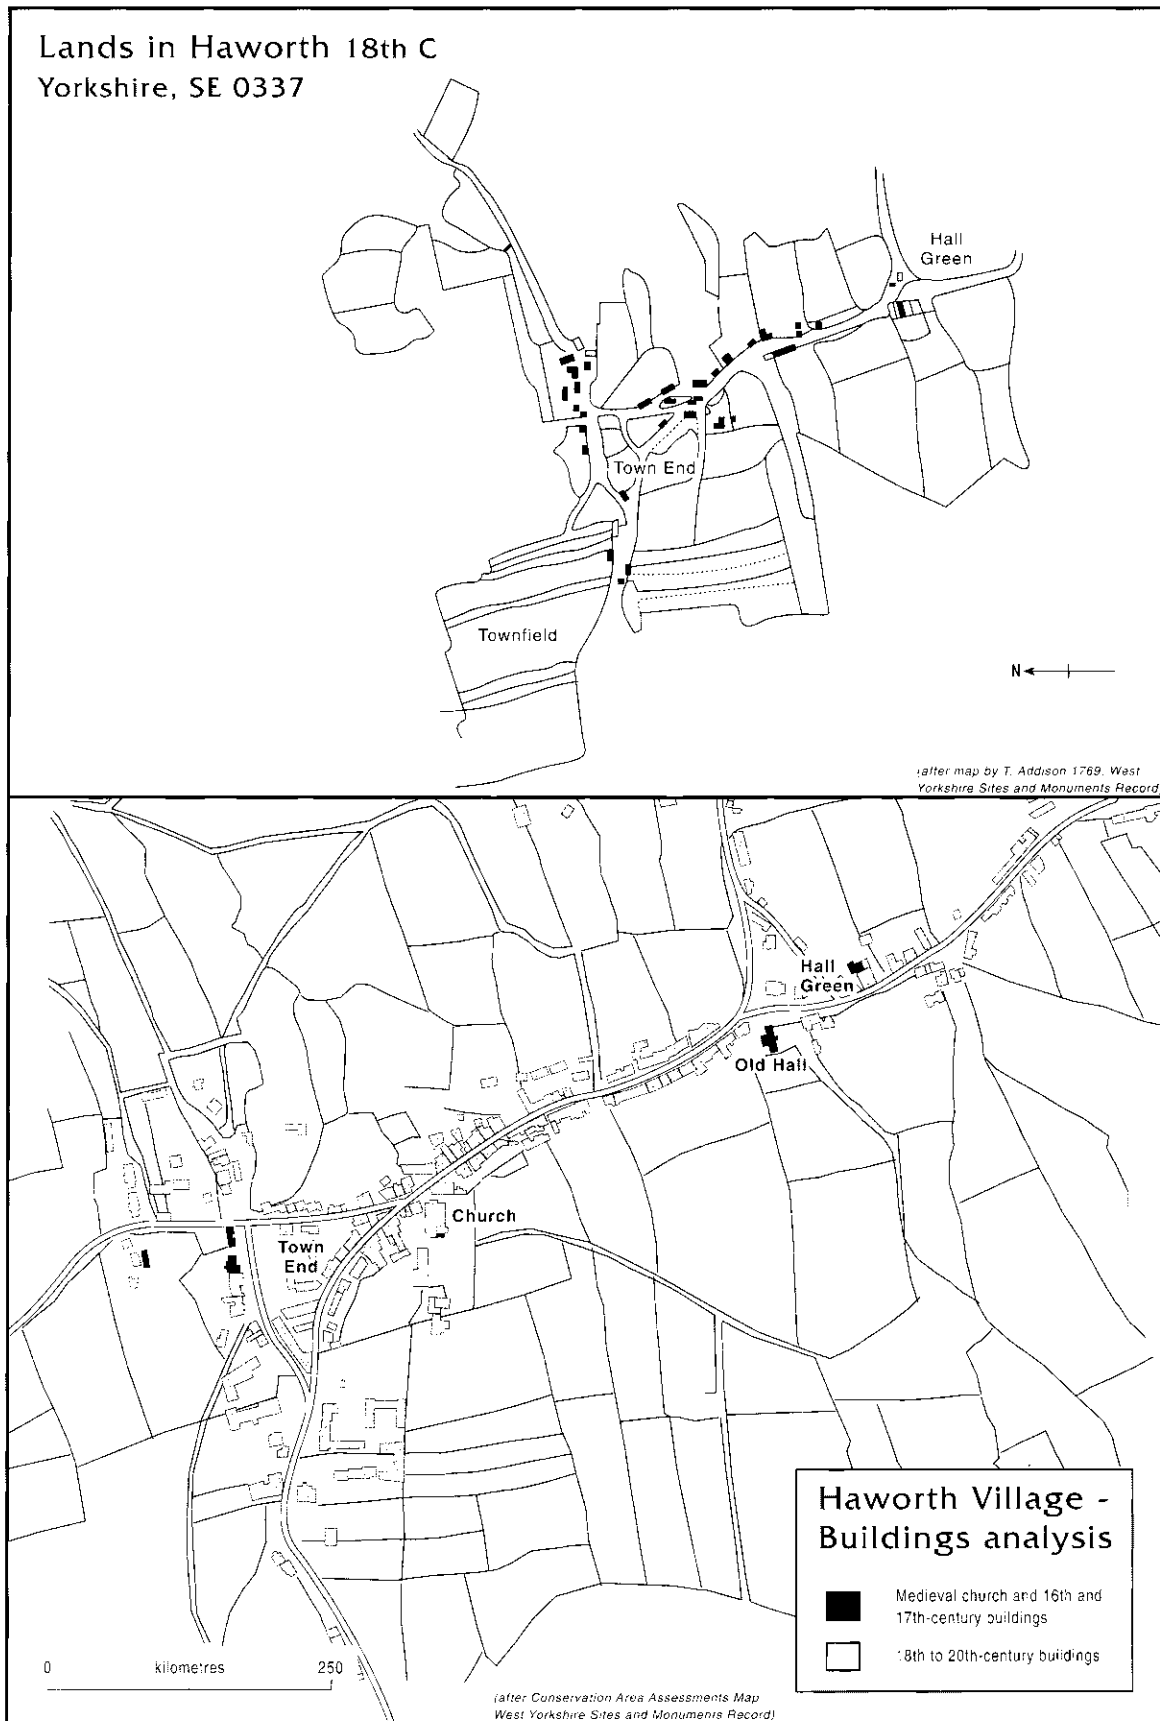 Lands in Haworth 18th C
Yorkshire, SE 0337
Hall
Green
Town End
Townfield
N
(after map by T. Addison 1769, West
Yorkshire Sites and Monuments Record)
Hall
Green
Old Hall
Church
Town
End
Haworth Village -
Buildings analysis
Medieval church and 16th and
17th-century buildings
18th to 20th-century buildings
0 kilometres 250
(after Conservation Area Assessments Map
West Yorkshire Sites and Monuments Record)